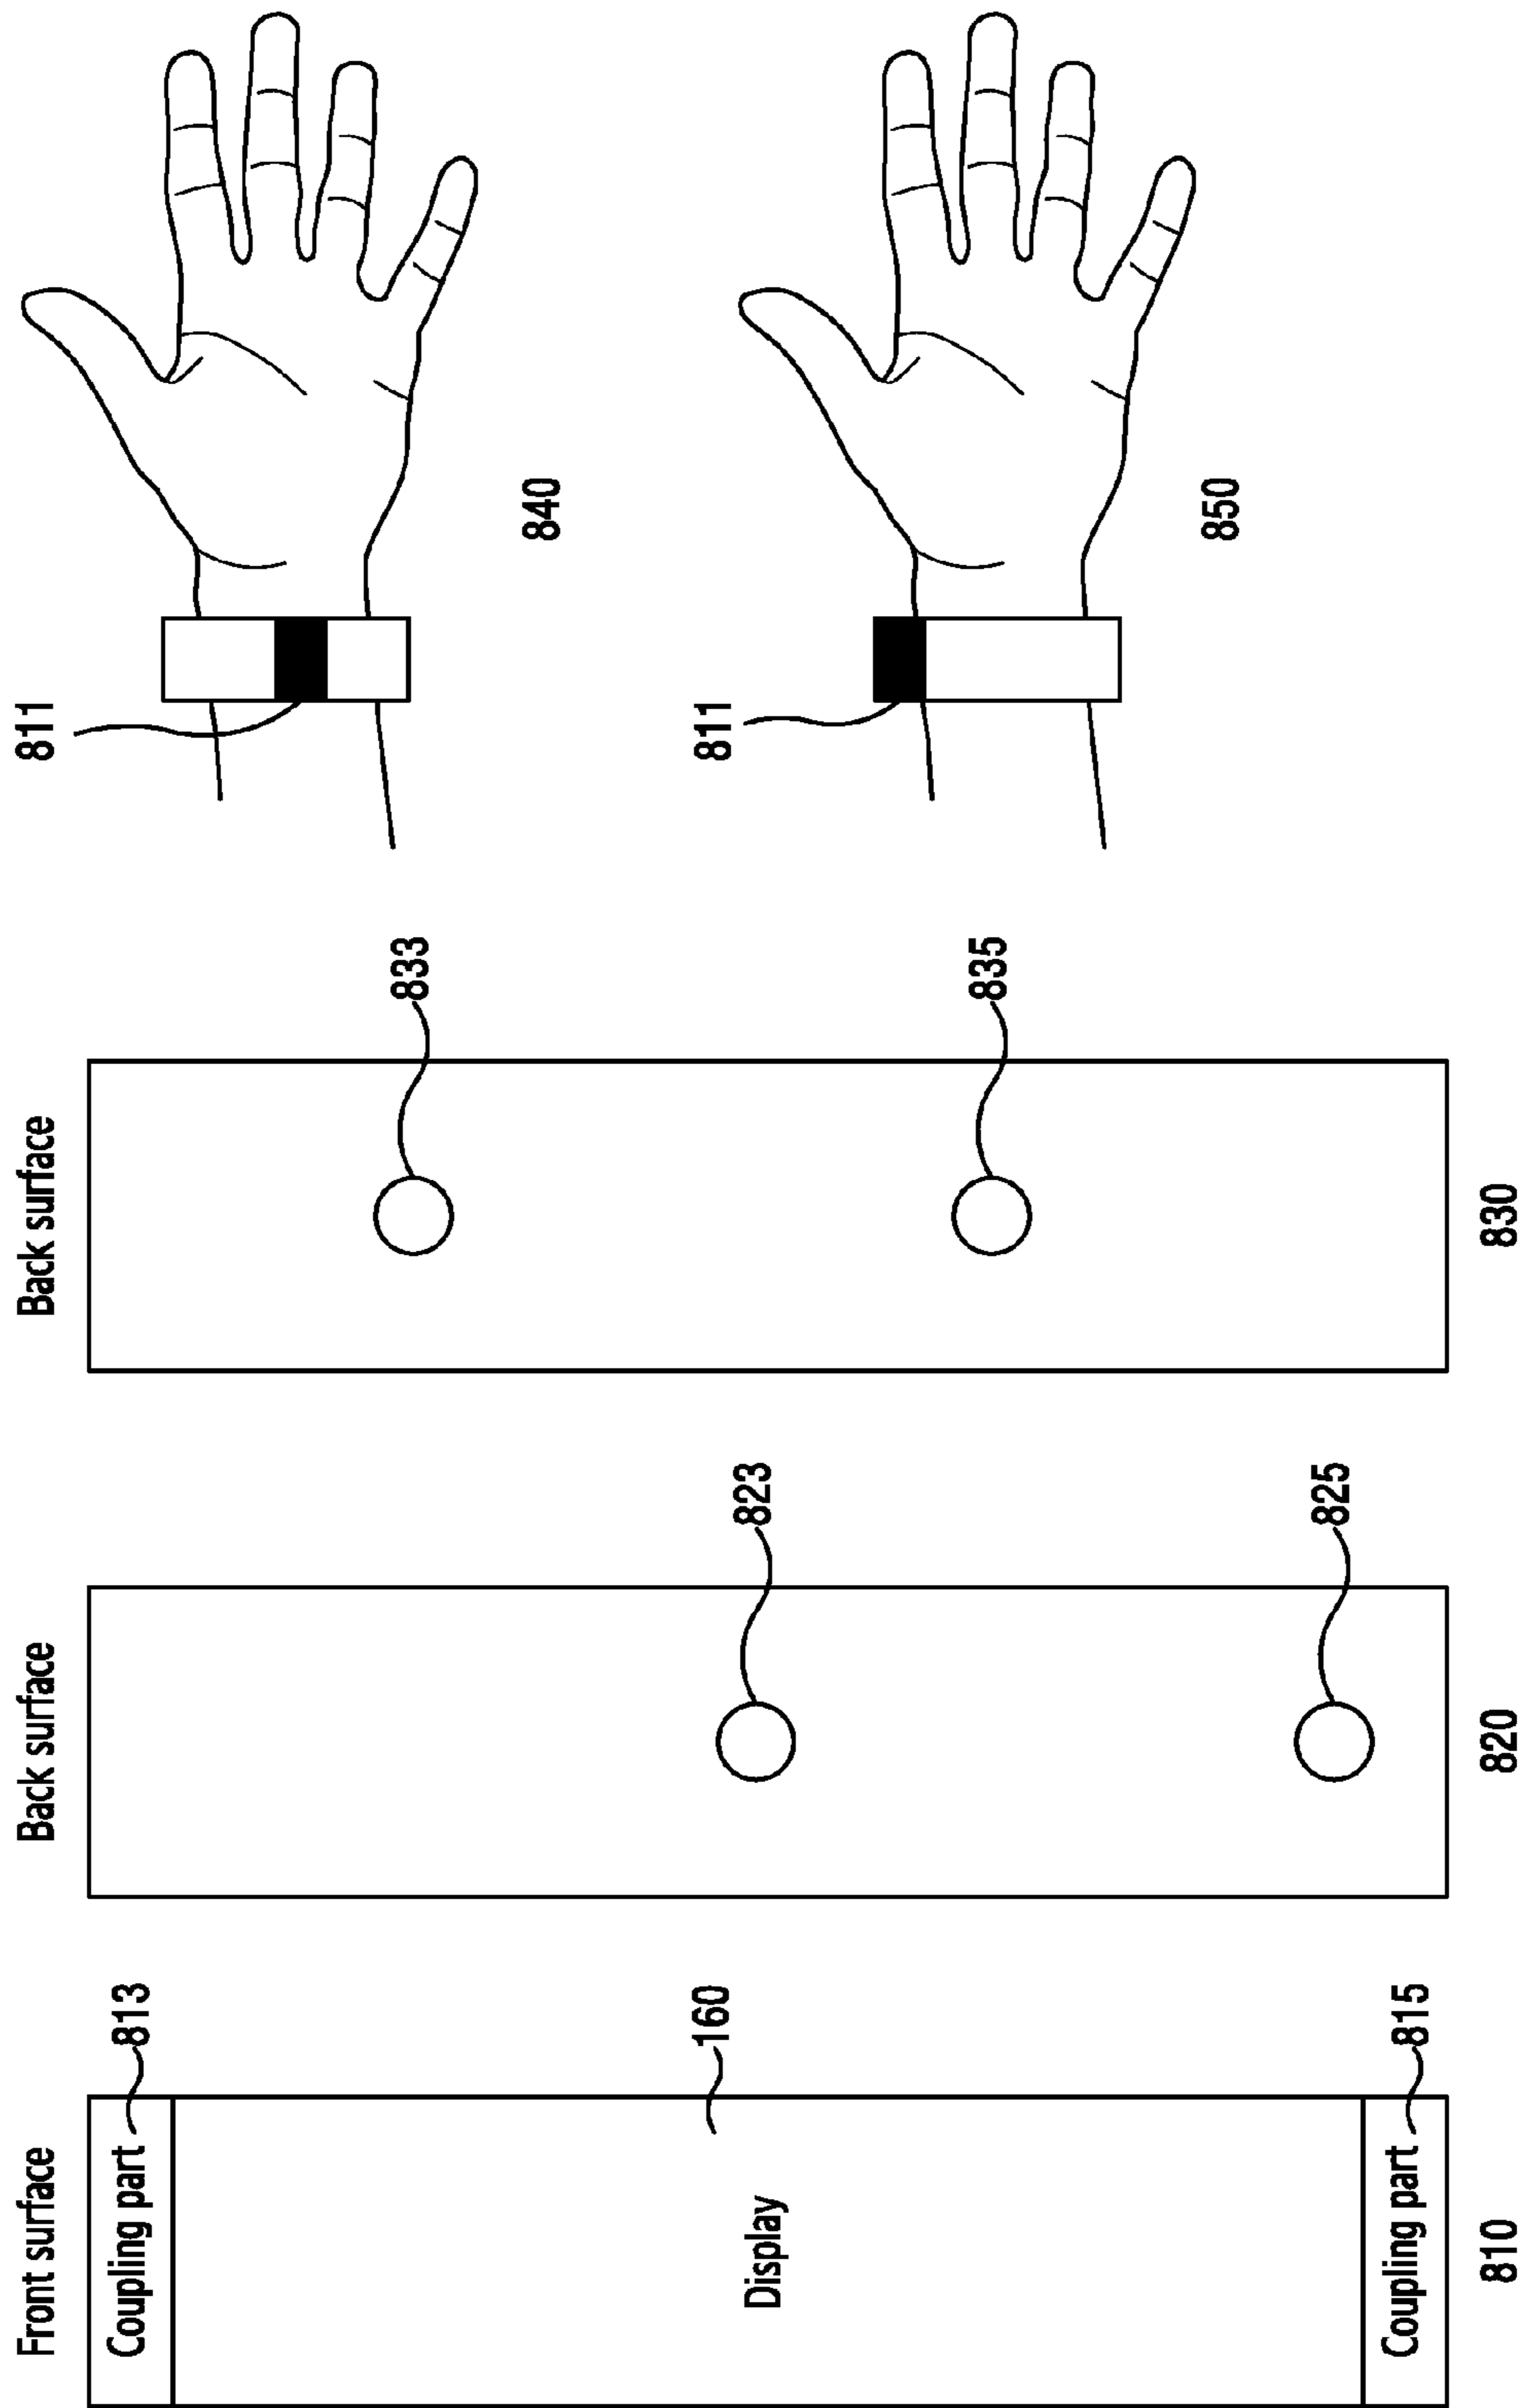 Front surface
Coupling part
813
160
Display
Coupling part
815
810
Back surface
823
825
820
Back surface
833
835
830
811
840
811
850